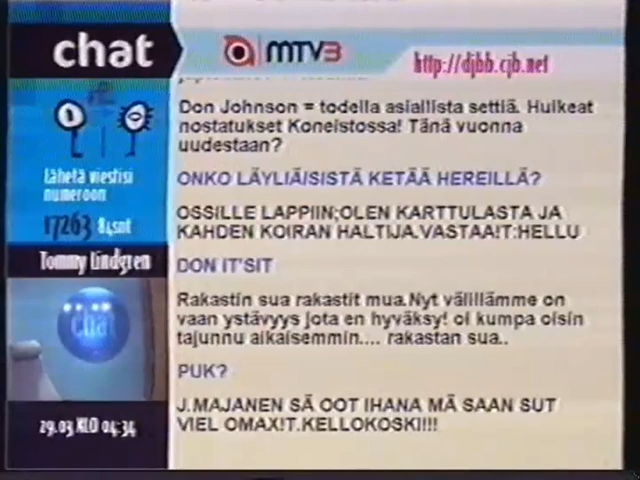 chat
MTV3
http://djbb.cjb.net
Don Johnson = todella asiallista settiä. Huikeat
nostatukset Koneistossa! Tänä vuonna
uudestaan?
ONKO LÄYLIÄISISTÄ KETÄÄ HEREILLÄ?
OSSILLE LAPPIIN;OLEN KARTTULASTA JA
KAHDEN KOIRAN HALTIJA.VASTAA!T:HELLU
DON IT'SIT
Rakastin sua rakastit mua.Nyt välillämme on
vaan ystävyys jota en hyväksy! oi kumpa oisin
tajunnu aikaisemmin.... rakastan sua..
PUK?
J.MAJANEN SÄ OOT IHANA MÄ SAAN SUT
VIEL OMAX!T.KELLOKOSKI!!!
Lähetä viestisi
numeroon
17263 84snt
Tommy Lindgren
chat
29.03 KLO 04:34